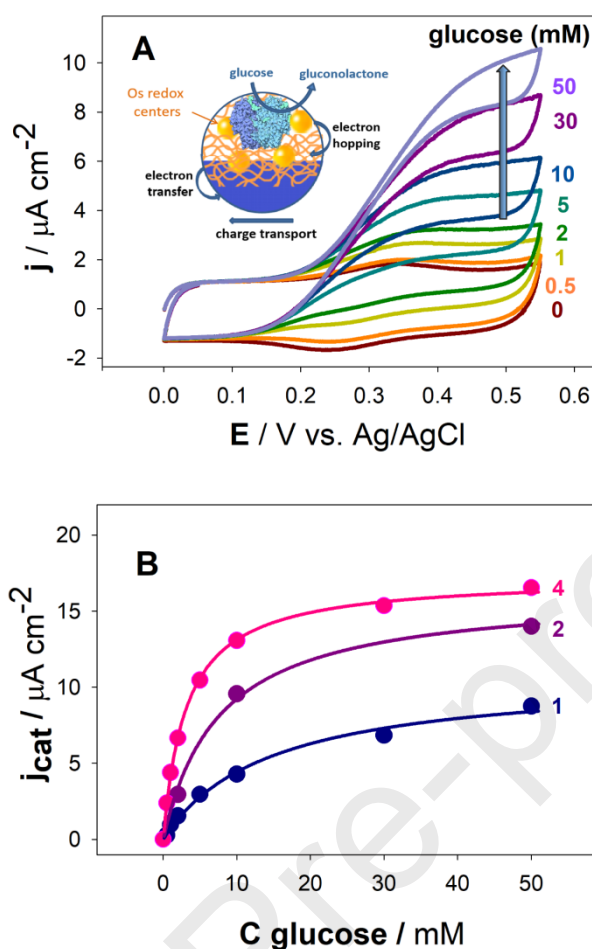 A
glucose (mM)
glucose
gluconolactone
Os redox
centers
electron
hopping
electron
transfer
charge transport
50
30
10
5
2
1
0.5
0
10
8
6
4
2
0
-2
j / μA cm-2
0.0 0.1 0.2 0.3 0.4 0.5 0.6
E / V vs. Ag/AgCl
B
20
15
10
5
0
jcat / μA cm-2
4
2
1
0 10 20 30 40 50
C glucose / mM
Pre-pre